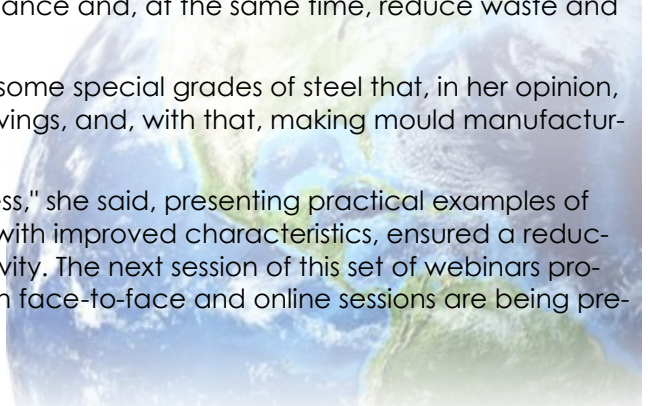 ance and, at the same time, reduce waste and
some special grades of steel that, in her opinion,
vings, and, with that, making mould manufactur-
ess," she said, presenting practical examples of
with improved characteristics, ensured a reduc-
vity. The next session of this set of webinars pro-
n face-to-face and online sessions are being pre-